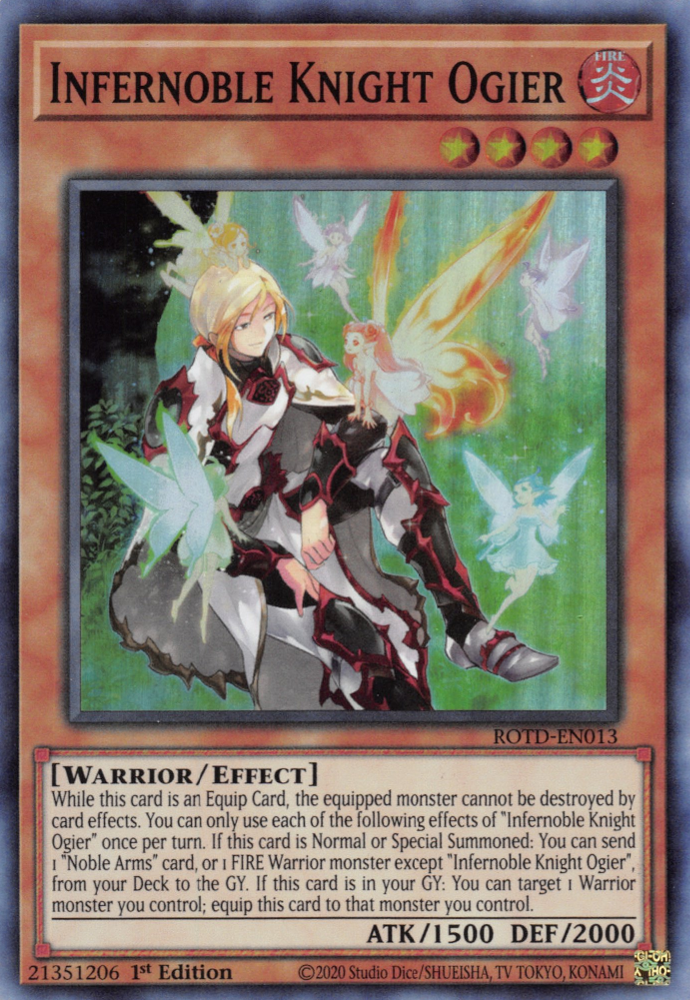 INFERNOBLE KNIGHT OGIER
FIRE
炎
ROTD-EN013
[WARRIOR/EFFECT]
While this card is an Equip Card, the equipped monster cannot be destroyed by
card effects. You can only use each of the following effects of "Infernoble Knight
Ogier" once per turn. If this card is Normal or Special Summoned: You can send
1 "Noble Arms" card, or 1 FIRE Warrior monster except "Infernoble Knight Ogier",
from your Deck to the GY. If this card is in your GY: You can target 1 Warrior
monster you control; equip this card to that monster you control.
ATK/1500 DEF/2000
21351206 1st Edition ©2020 Studio Dice/SHUEISHA, TV TOKYO, KONAMI